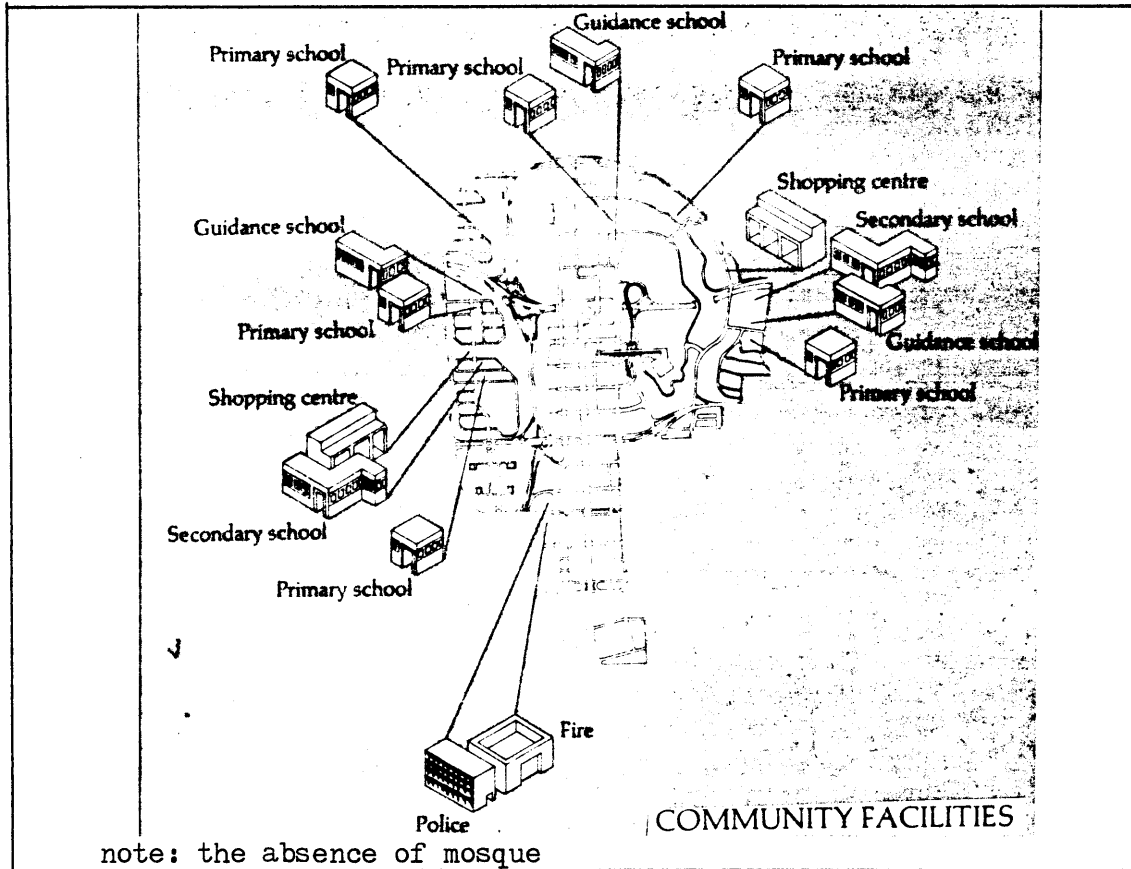 Guidance school
Primary school
Primary school
Primary school
Shopping centre
Secondary school
Guidance school
Primary school
Guidance school
Primary school
Shopping centre
Secondary school
Primary school
Fire
Police
COMMUNITY FACILITIES
note: the absence of mosque